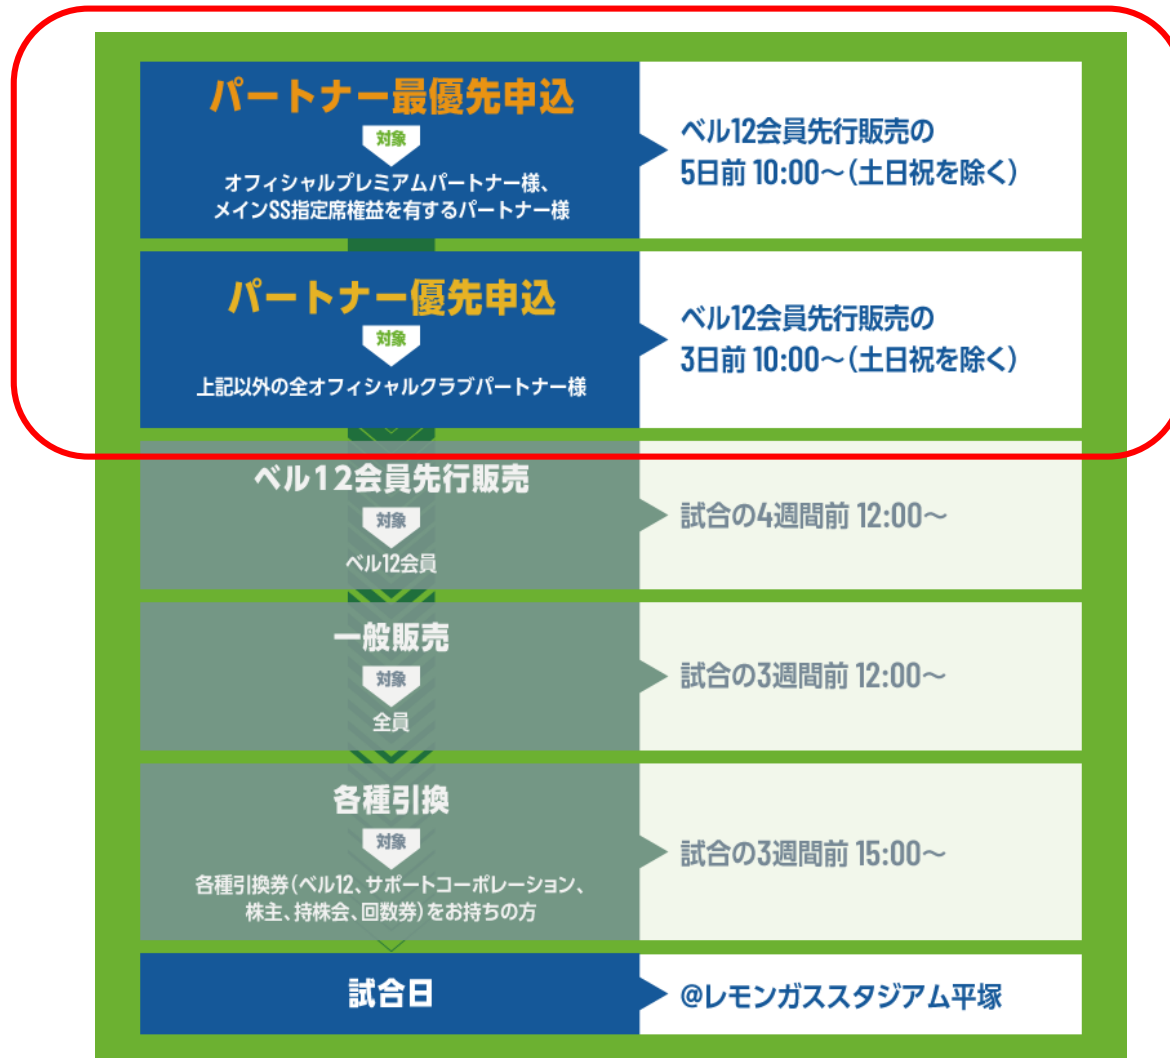 パートナー最優先申込
対象
オフィシャルプレミアムパートナー様、
メインSS指定席権益を有するパートナー様
ベル12会員先行販売の
5日前 10:00～(土日祝を除く)
パートナー優先申込
対象
上記以外の全オフィシャルクラブパートナー様
ベル12会員先行販売の
3日前 10:00～(土日祝を除く)
ベル12会員先行販売
対象
ベル12会員
試合の4週間前 12:00～
一般販売
対象
全員
試合の3週間前 12:00～
各種引換
対象
各種引換券(ベル12、サポートコーポレーション、
株主、持株会、回数券)をお持ちの方
試合の3週間前 15:00～
試合日
@レモンガススタジアム平塚